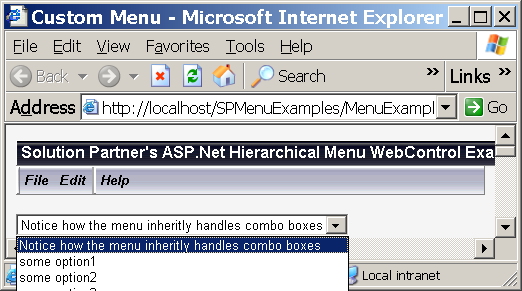 Custom Menu - Microsoft Internet Explorer
File Edit View Favorites Tools Help
Back Search » Links »
Address http://localhost/SPMenuExamples/MenuExampl Go
Solution Partner's ASP.Net Hierarchical Menu WebControl Exa
File Edit Help
Notice how the menu inheritly handles combo boxes
Notice how the menu inheritly handles combo boxes
some option1
some option2
Local intranet